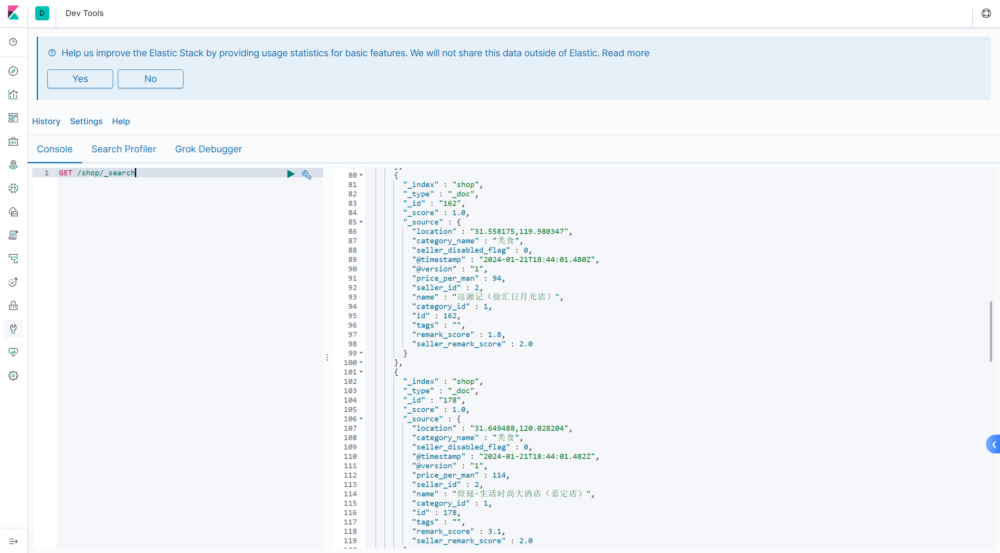 D Dev Tools
Help us improve the Elastic Stack by providing usage statistics for basic features. We will not share this data outside of Elastic. Read more
Yes No
History Settings Help
Console Search Profiler Grok Debugger
1 GET /shop/_search
80 {
81 "_index" : "shop",
82 "_type" : "_doc",
83 "_id" : "162",
84 "_score" : 1.0,
85 "_source" : {
86 "location" : "31.558175,119.980347",
87 "category_name" : "美食",
88 "seller_disabled_flag" : 0,
89 "@timestamp" : "2024-01-21T18:44:01.480Z",
90 "@version" : "1",
91 "price_per_man" : 94,
92 "seller_id" : 2,
93 "name" : "巡湘记（徐汇日月光店）",
94 "category_id" : 1,
95 "id" : 162,
96 "tags" : "",
97 "remark_score" : 1.8,
98 "seller_remark_score" : 2.0
99 }
100 },
101 {
102 "_index" : "shop",
103 "_type" : "_doc",
104 "_id" : "178",
105 "_score" : 1.0,
106 "_source" : {
107 "location" : "31.649488,120.028204",
108 "category_name" : "美食",
109 "seller_disabled_flag" : 0,
110 "@timestamp" : "2024-01-21T18:44:01.482Z",
111 "@version" : "1",
112 "price_per_man" : 114,
113 "seller_id" : 2,
114 "name" : "煌庭·生活时尚大酒店（嘉定店）",
115 "category_id" : 1,
116 "id" : 178,
117 "tags" : "",
118 "remark_score" : 3.1,
119 "seller_remark_score" : 2.0